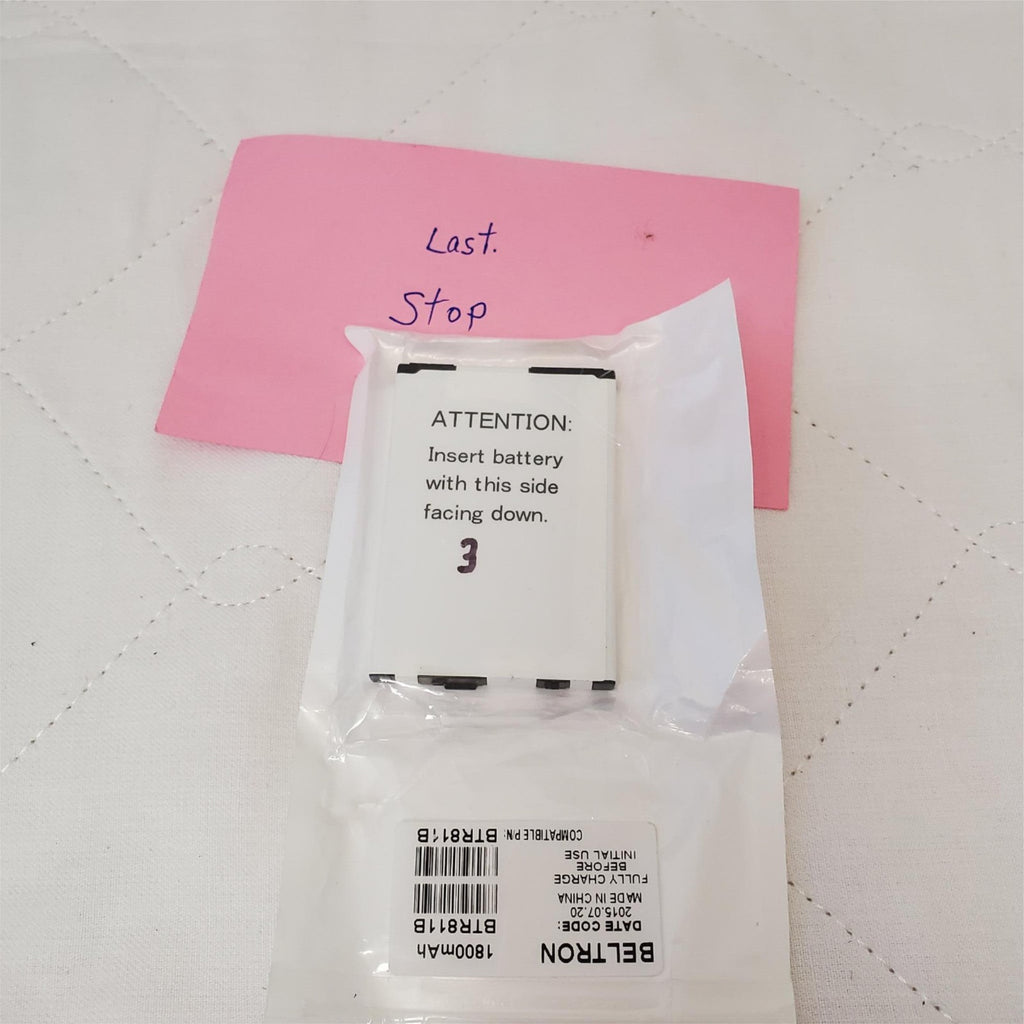 Last.
Stop
ATTENTION:
Insert battery
with this side
facing down.
3
BELTRON
DATE CODE:
2015.07.20
MADE IN CHINA
FULLY CHARGE
BEFORE
INITIAL USE
1800mAh
BTR811B
COMPATIBLE P/N: BTR811B